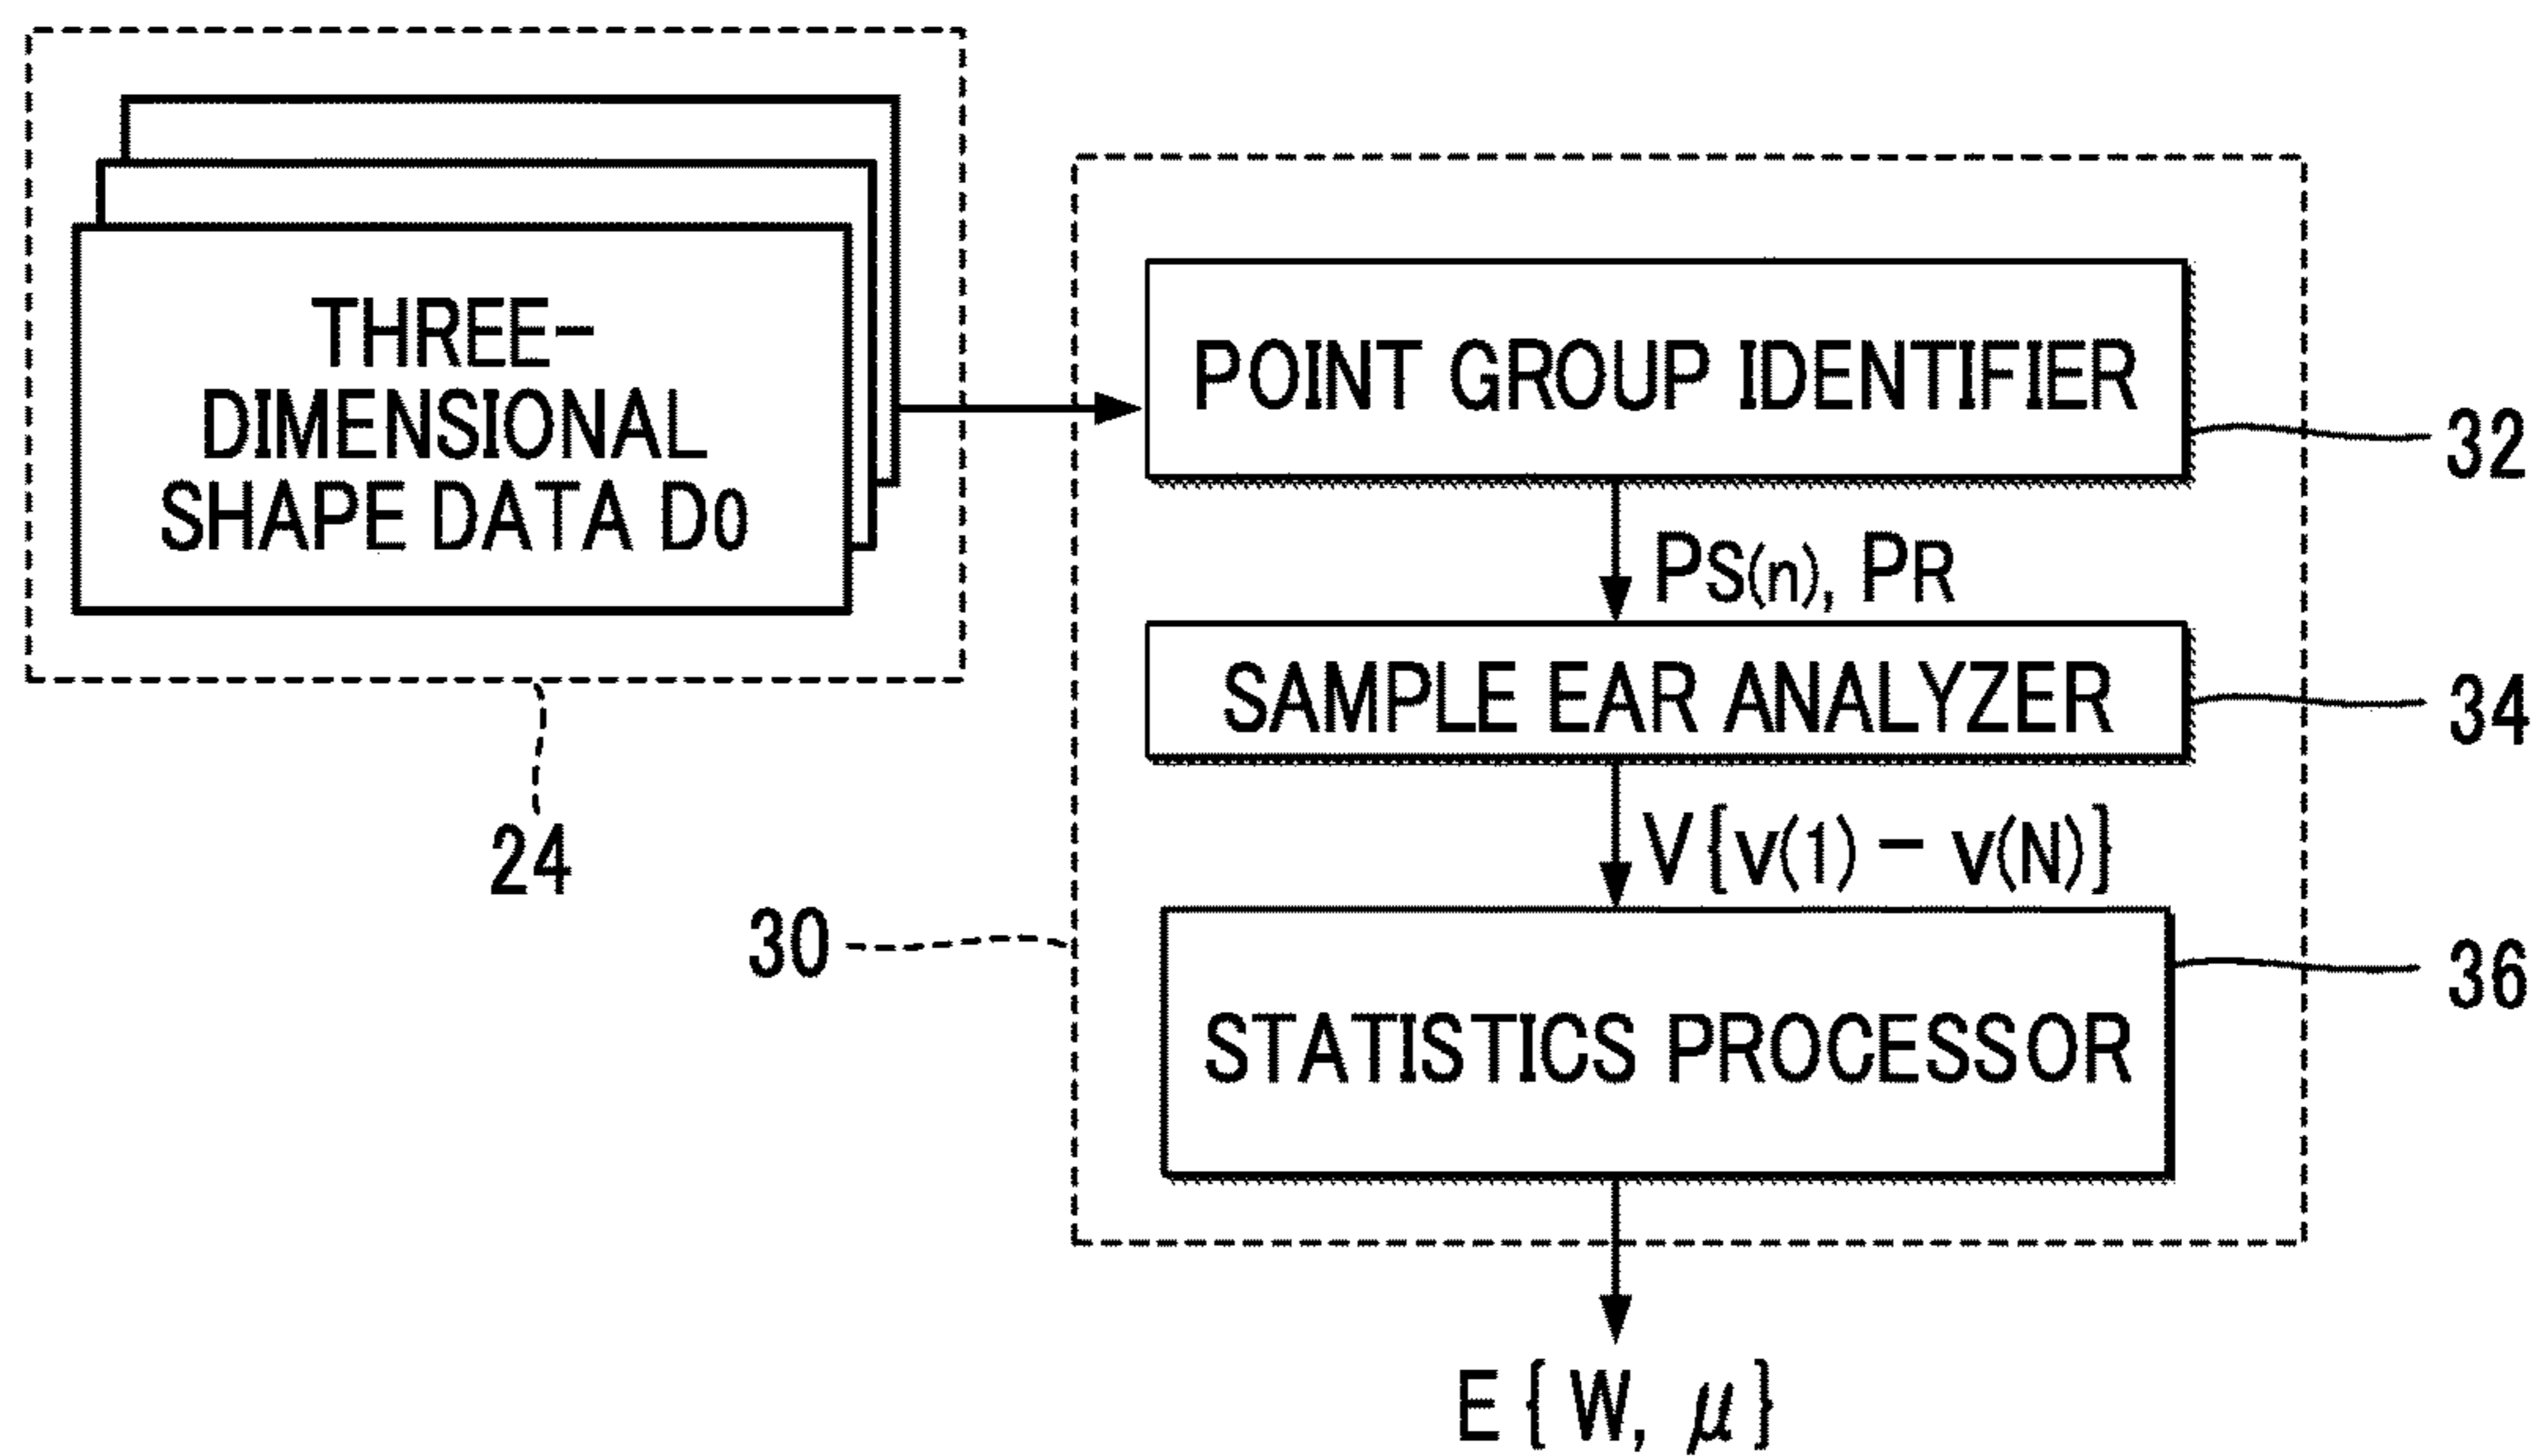 THREE-
DIMENSIONAL
SHAPE DATA D0
24
30
POINT GROUP IDENTIFIER
32
PS(n), PR
SAMPLE EAR ANALYZER
34
V{v(1) - v(N)}
STATISTICS PROCESSOR
36
E{W, μ}